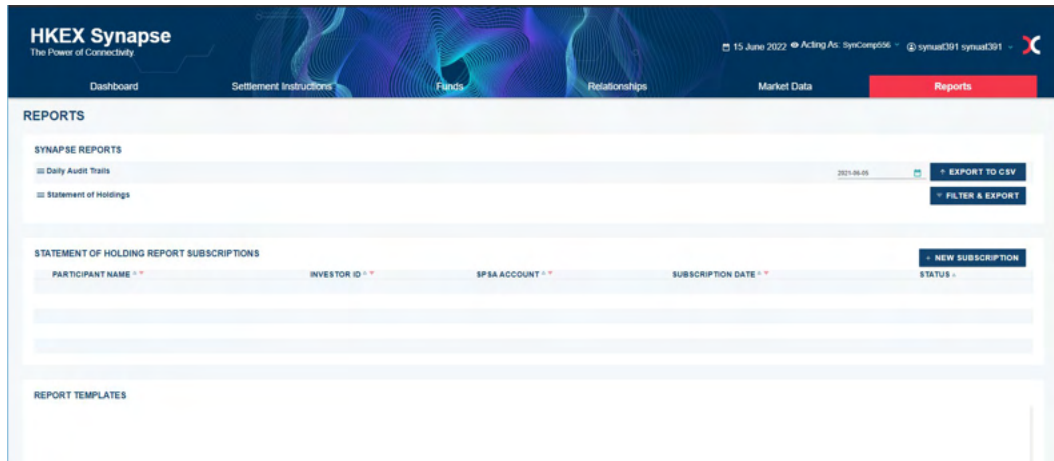 HKEX Synapse
The Power of Connectivity
15 June 2022 Acting As: SynComp556 synuat391 synuat391
Dashboard Settlement Instructions Funds Relationships Market Data Reports
REPORTS
SYNAPSE REPORTS
Daily Audit Trails 2021-06-05 EXPORT TO CSV
Statement of Holdings FILTER & EXPORT
STATEMENT OF HOLDING REPORT SUBSCRIPTIONS + NEW SUBSCRIPTION
PARTICIPANT NAME INVESTOR ID SPSA ACCOUNT SUBSCRIPTION DATE STATUS
REPORT TEMPLATES